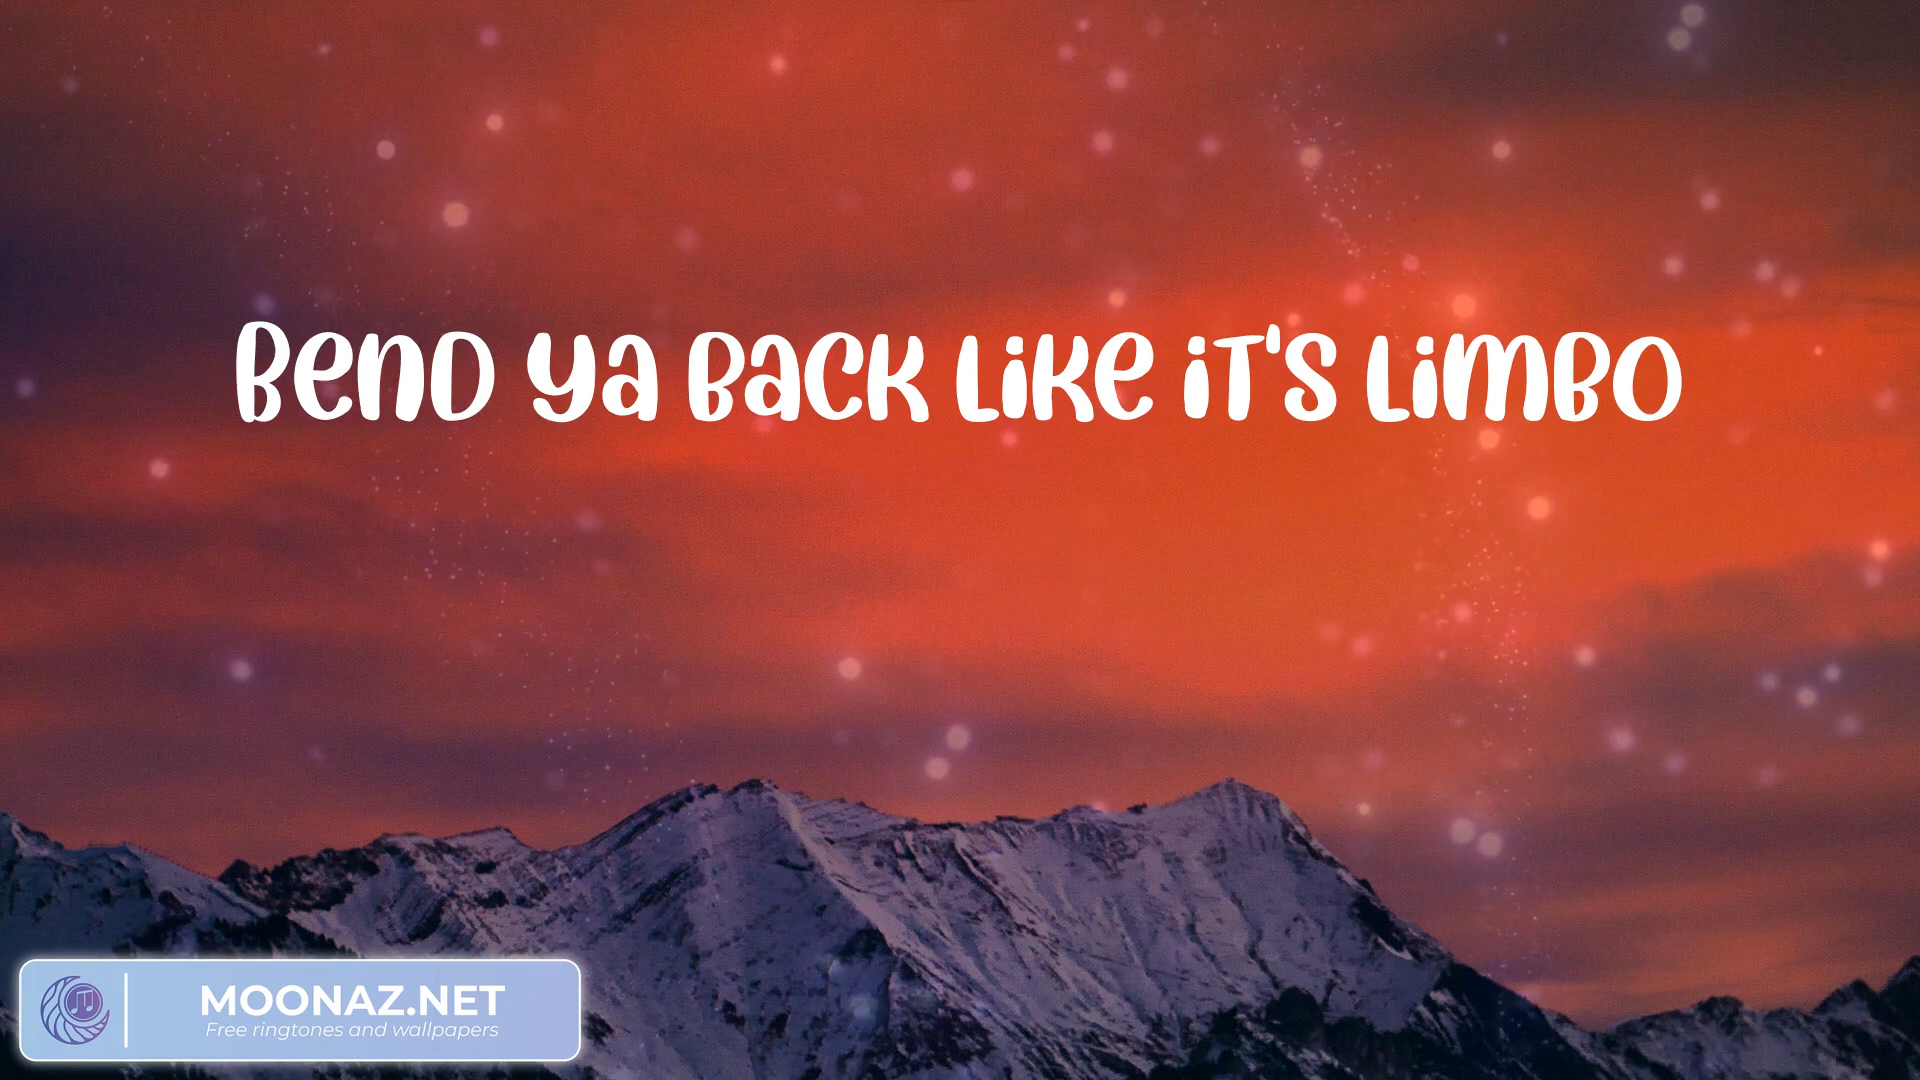 Bend ya back like it's limbo
MOONAZ.NET
Free ringtones and wallpapers